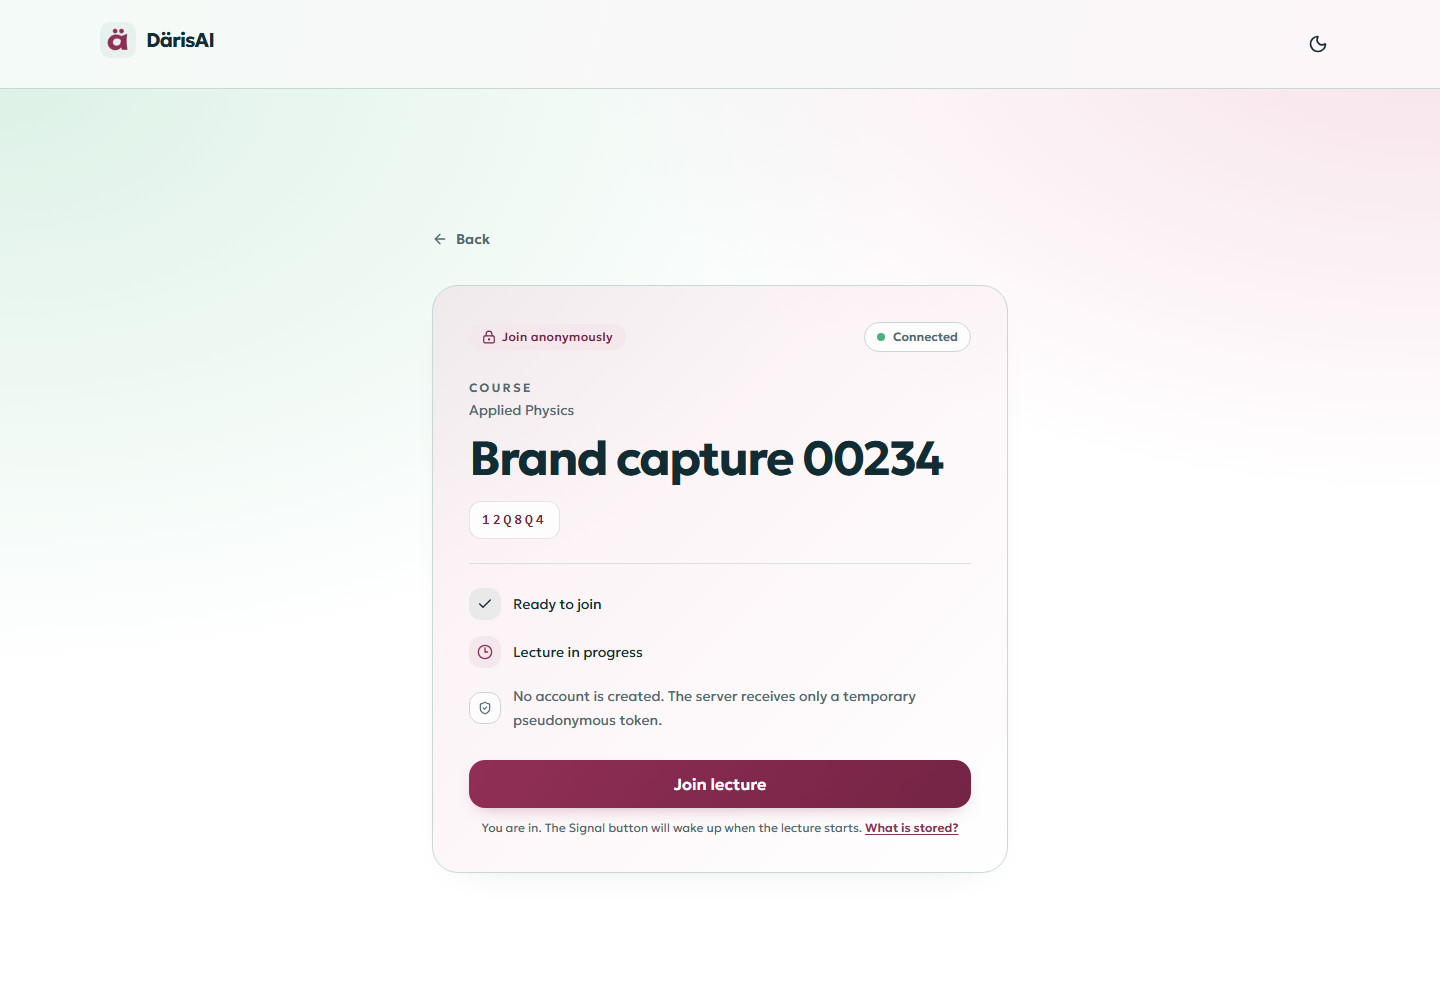 ä DärisAI
Back
Join anonymously
Connected
COURSE
Applied Physics
Brand capture 00234
12Q8Q4
Ready to join
Lecture in progress
No account is created. The server receives only a temporary
pseudonymous token.
Join lecture
You are in. The Signal button will wake up when the lecture starts. What is stored?